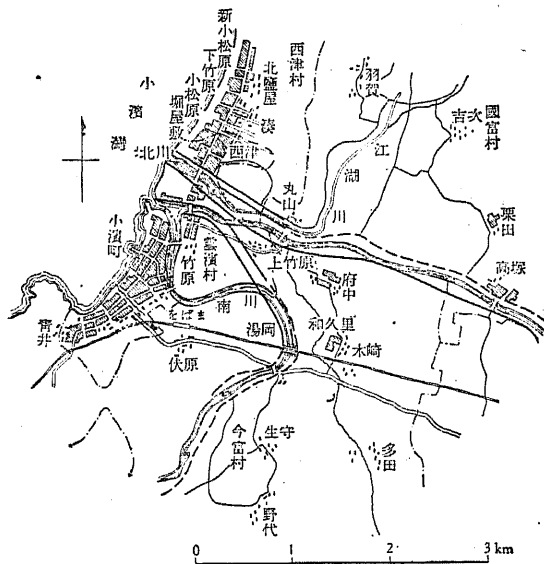 新小松原
下竹原
小松原
堀屋敷
北鹽屋
湊
西津村
西津
小濱灣
北川
羽賀
江湖川
國富村
吉次
栗田
丸山
高塚
小濱町
竹原
雲濱村
上竹原
府中
和久里
木崎
をばま
南川
湯岡
青井
伏原
今富村
生守
多田
野代
0 1 2 3 km